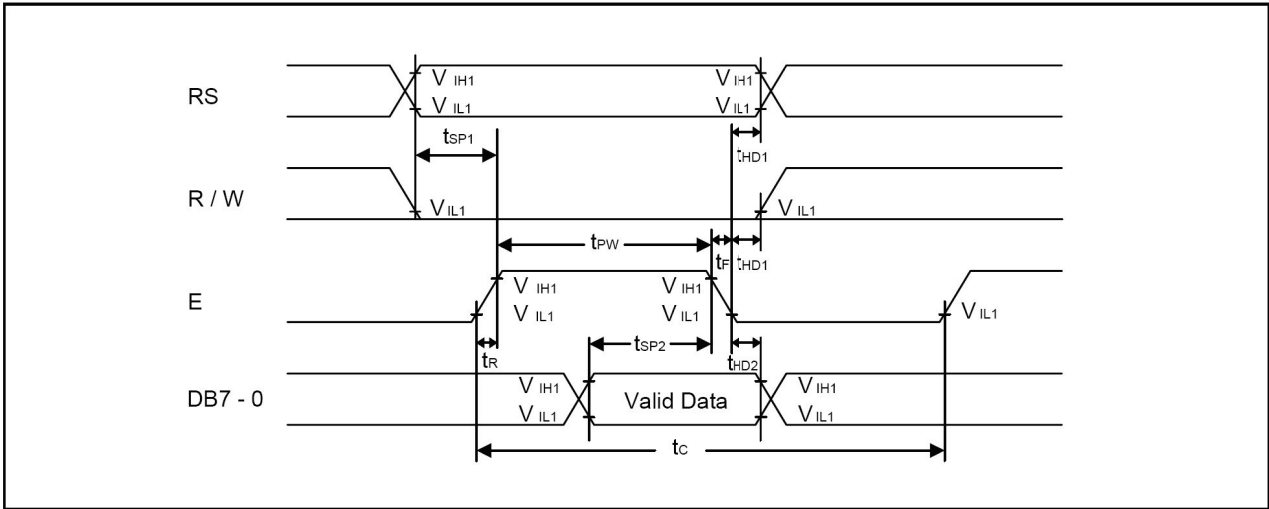 V IH1
V IH1
RS
V IL1
V IL1
tSP1
tHD1
R / W
V IL1
V IL1
tPW
tF
tHD1
E
V IH1
V IH1
V IL1
V IL1
V IL1
tR
tSP2
tHD2
DB7 - 0
V IH1
V IH1
Valid Data
V IL1
V IL1
tC